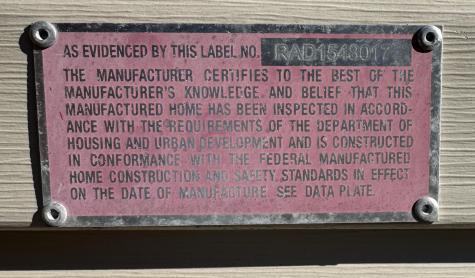 AS EVIDENCED BY THIS LABEL NO. RAD1548017
THE MANUFACTURER CERTIFIES TO THE BEST OF THE
MANUFACTURER'S KNOWLEDGE AND BELIEF THAT THIS
MANUFACTURED HOME HAS BEEN INSPECTED IN ACCORD-
ANCE WITH THE REQUIREMENTS OF THE DEPARTMENT OF
HOUSING AND URBAN DEVELOPMENT AND IS CONSTRUCTED
IN CONFORMANCE WITH THE FEDERAL MANUFACTURED
HOME CONSTRUCTION AND SAFETY STANDARDS IN EFFECT
ON THE DATE OF MANUFACTURE. SEE DATA PLATE.